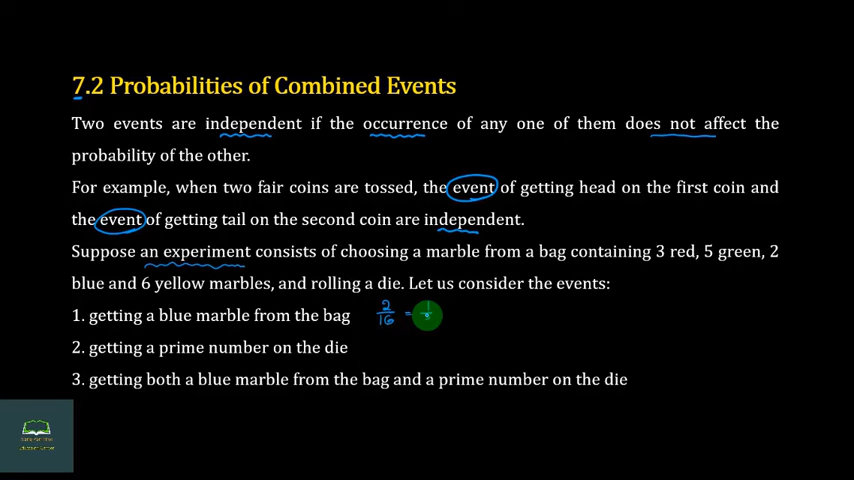 7.2 Probabilities of Combined Events
Two events are independent if the occurrence of any one of them does not affect the
probability of the other.
For example, when two fair coins are tossed, the event of getting head on the first coin and
the event of getting tail on the second coin are independent.
Suppose an experiment consists of choosing a marble from a bag containing 3 red, 5 green, 2
blue and 6 yellow marbles, and rolling a die. Let us consider the events:
1. getting a blue marble from the bag 2/16 = 1/8
2. getting a prime number on the die
3. getting both a blue marble from the bag and a prime number on the die